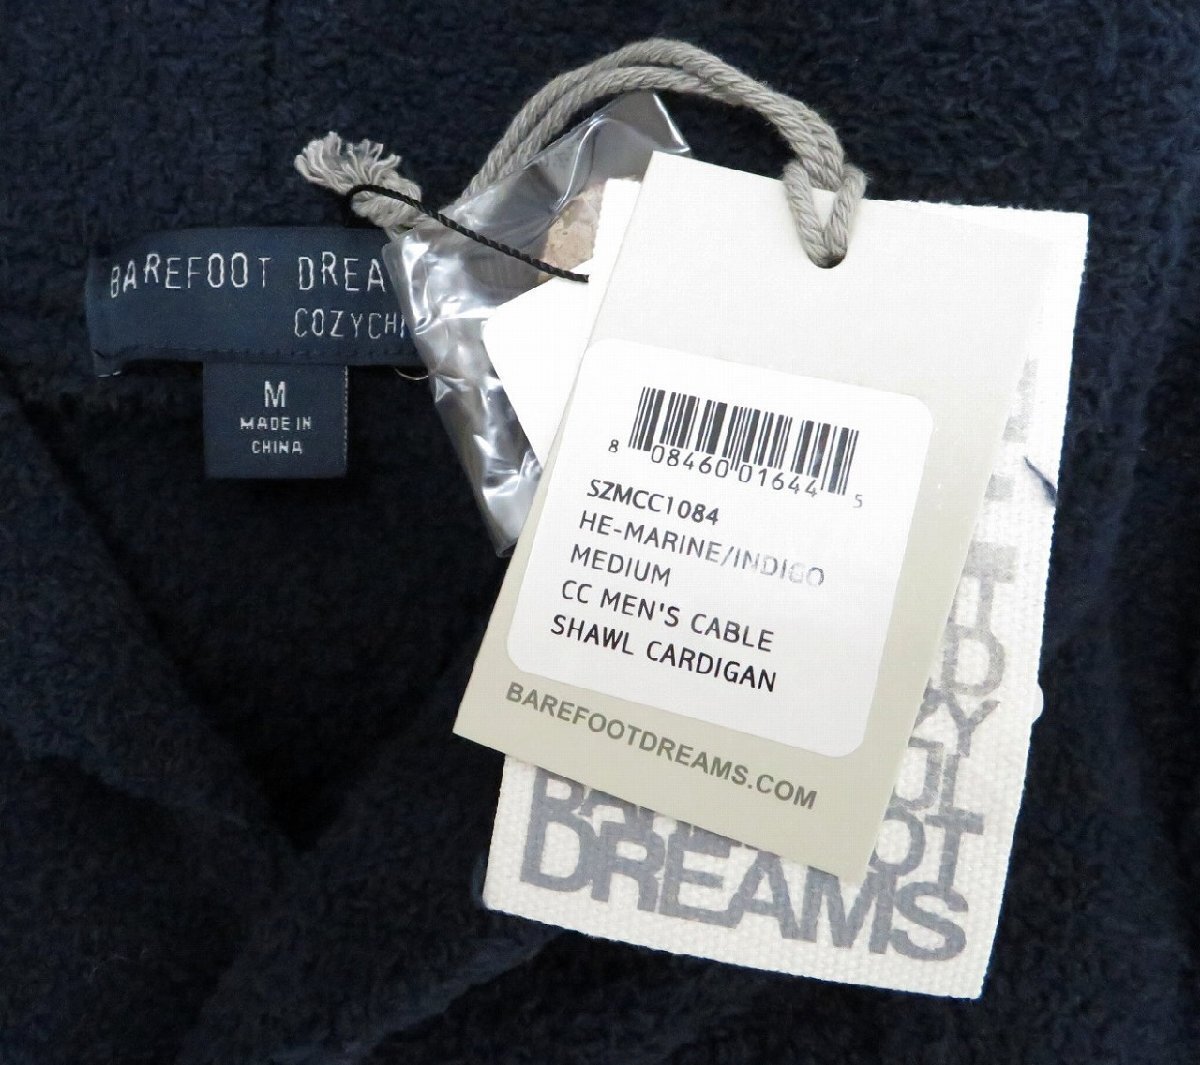 BAREFOOT DREA
COZYCH
M
MADE IN
CHINA
8 08460 01644 5
SZMCC1084
HE-MARINE/INDIGO
MEDIUM
CC MEN'S CABLE
SHAWL CARDIGAN
BAREFOOTDREAMS.COM
DREAMS